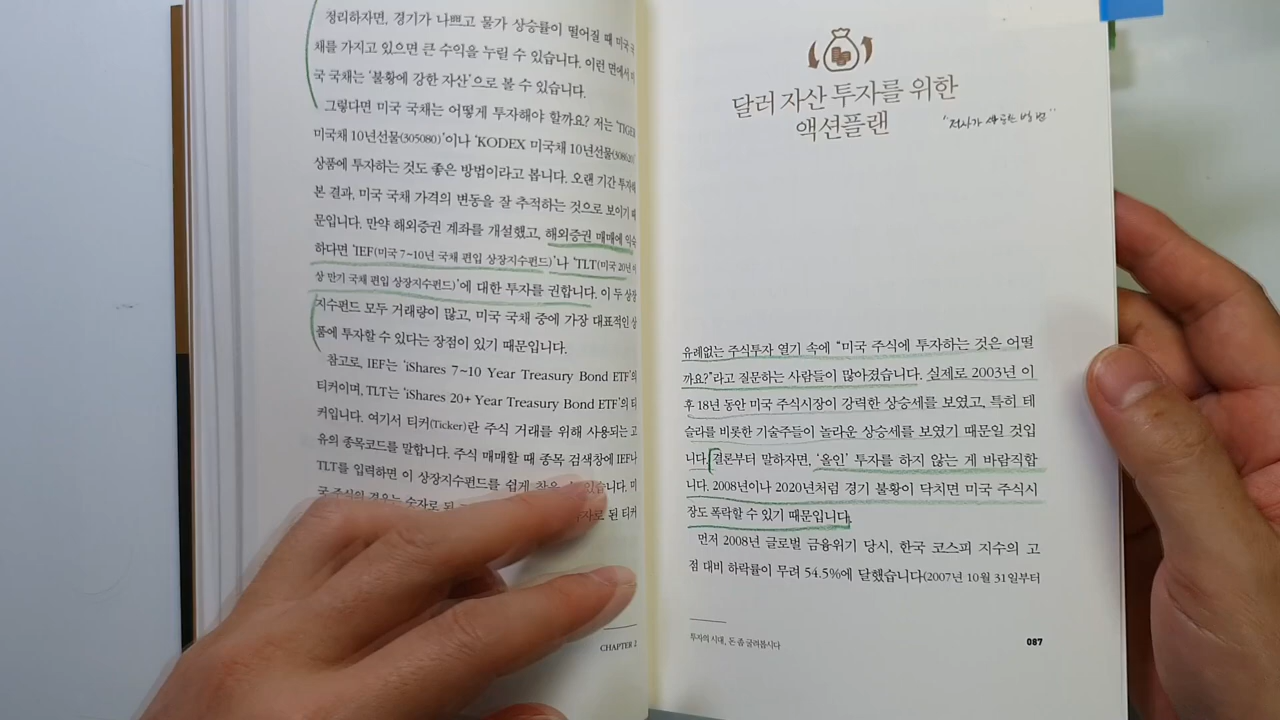 정리하자면, 경기가 나쁘고 물가 상승률이 떨어질 때 미국 국
채를 가지고 있으면 큰 수익을 누릴 수 있습니다. 이런 면에서 미
국 국채는 '불황에 강한 자산'으로 볼 수 있습니다.
그렇다면 미국 국채는 어떻게 투자해야 할까요? 저는 'TIGER
미국채 10년선물(305080)'이나 'KODEX 미국채 10년선물(308620)'
상품에 투자하는 것도 좋은 방법이라고 봅니다. 오랜 기간 투자해
본 결과, 미국 국채 가격의 변동을 잘 추적하는 것으로 보이기 때
문입니다. 만약 해외증권 계좌를 개설했고, 해외증권 매매에 익숙
하다면 'IEF(미국 7~10년 국채 편입 상장지수펀드)'나 'TLT(미국 20년 이
상 만기 국채 편입 상장지수펀드)'에 대한 투자를 권합니다. 이 두 상장
지수펀드 모두 거래량이 많고, 미국 국채 중에 가장 대표적인 상
품에 투자할 수 있다는 장점이 있기 때문입니다.
참고로, IEF는 'iShares 7~10 Year Treasury Bond ETF'의
티커이며, TLT는 'iShares 20+ Year Treasury Bond ETF'의 티
커입니다. 여기서 티커(Ticker)란 주식 거래를 위해 사용되는 고
유의 종목코드를 말합니다. 주식 매매할 때 종목 검색창에 IEF나
TLT를 입력하면 이 상장지수펀드를 쉽게 찾을 수 있습니다. 미
국 주식의 경우는 숫자로 된 티커
CHAPTER 2
달러 자산 투자를 위한
액션플랜
유례없는 주식투자 열기 속에 "미국 주식에 투자하는 것은 어떨
까요?"라고 질문하는 사람들이 많아졌습니다. 실제로 2003년 이
후 18년 동안 미국 주식시장이 강력한 상승세를 보였고, 특히 테
슬라를 비롯한 기술주들이 놀라운 상승세를 보였기 때문일 것입
니다. 결론부터 말하자면, '올인' 투자를 하지 않는 게 바람직합
니다. 2008년이나 2020년처럼 경기 불황이 닥치면 미국 주식시
장도 폭락할 수 있기 때문입니다.
먼저 2008년 글로벌 금융위기 당시, 한국 코스피 지수의 고
점 대비 하락률이 무려 54.5%에 달했습니다(2007년 10월 31일부터
투자의 시대, 돈 좀 굴려봅시다
087